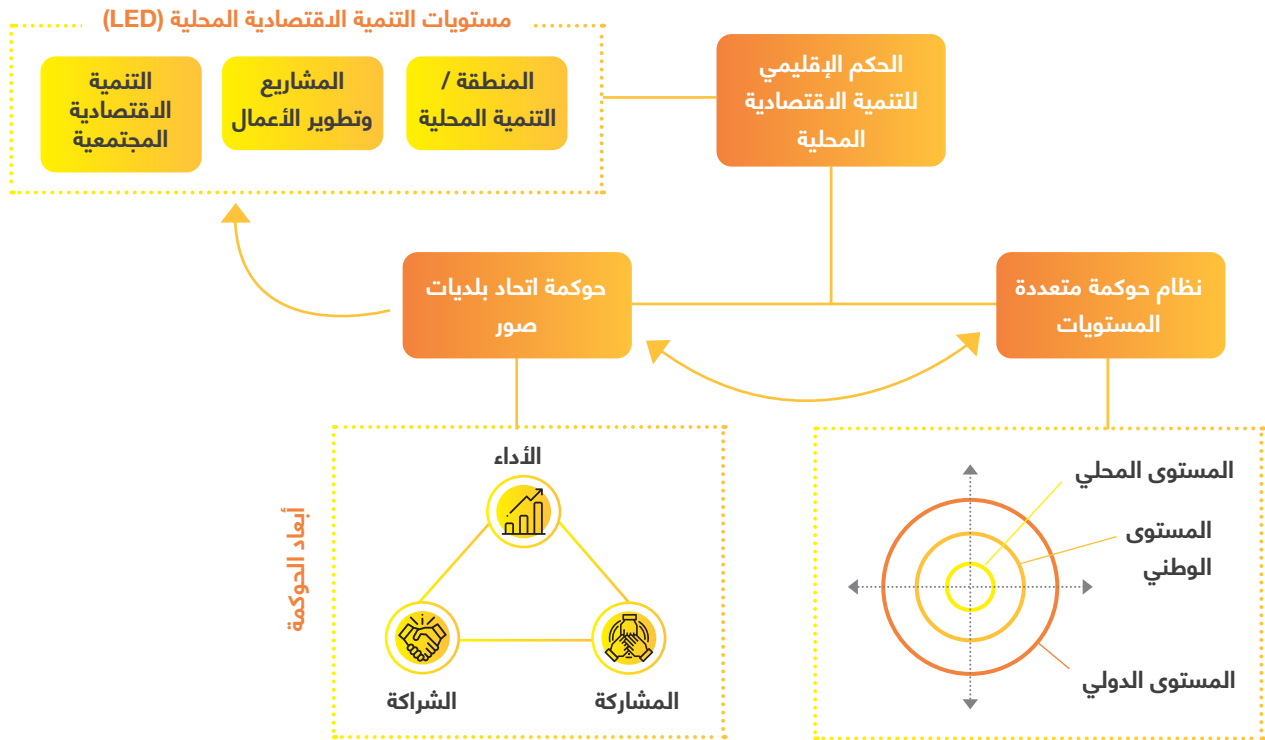 مستويات التنمية الاقتصادية المحلية (LED)
المنطقة /
التنمية المحلية
المشاريع
وتطوير الأعمال
التنمية
الاقتصادية
المجتمعية
الحكم الإقليمي
للتنمية الاقتصادية
المحلية
نظام حوكمة متعددة
المستويات
حوكمة اتحاد بلديات
صور
المستوى المحلي
المستوى
الوطني
المستوى الدولي
أبعاد الحوكمة
الأداء
المشاركة
الشراكة